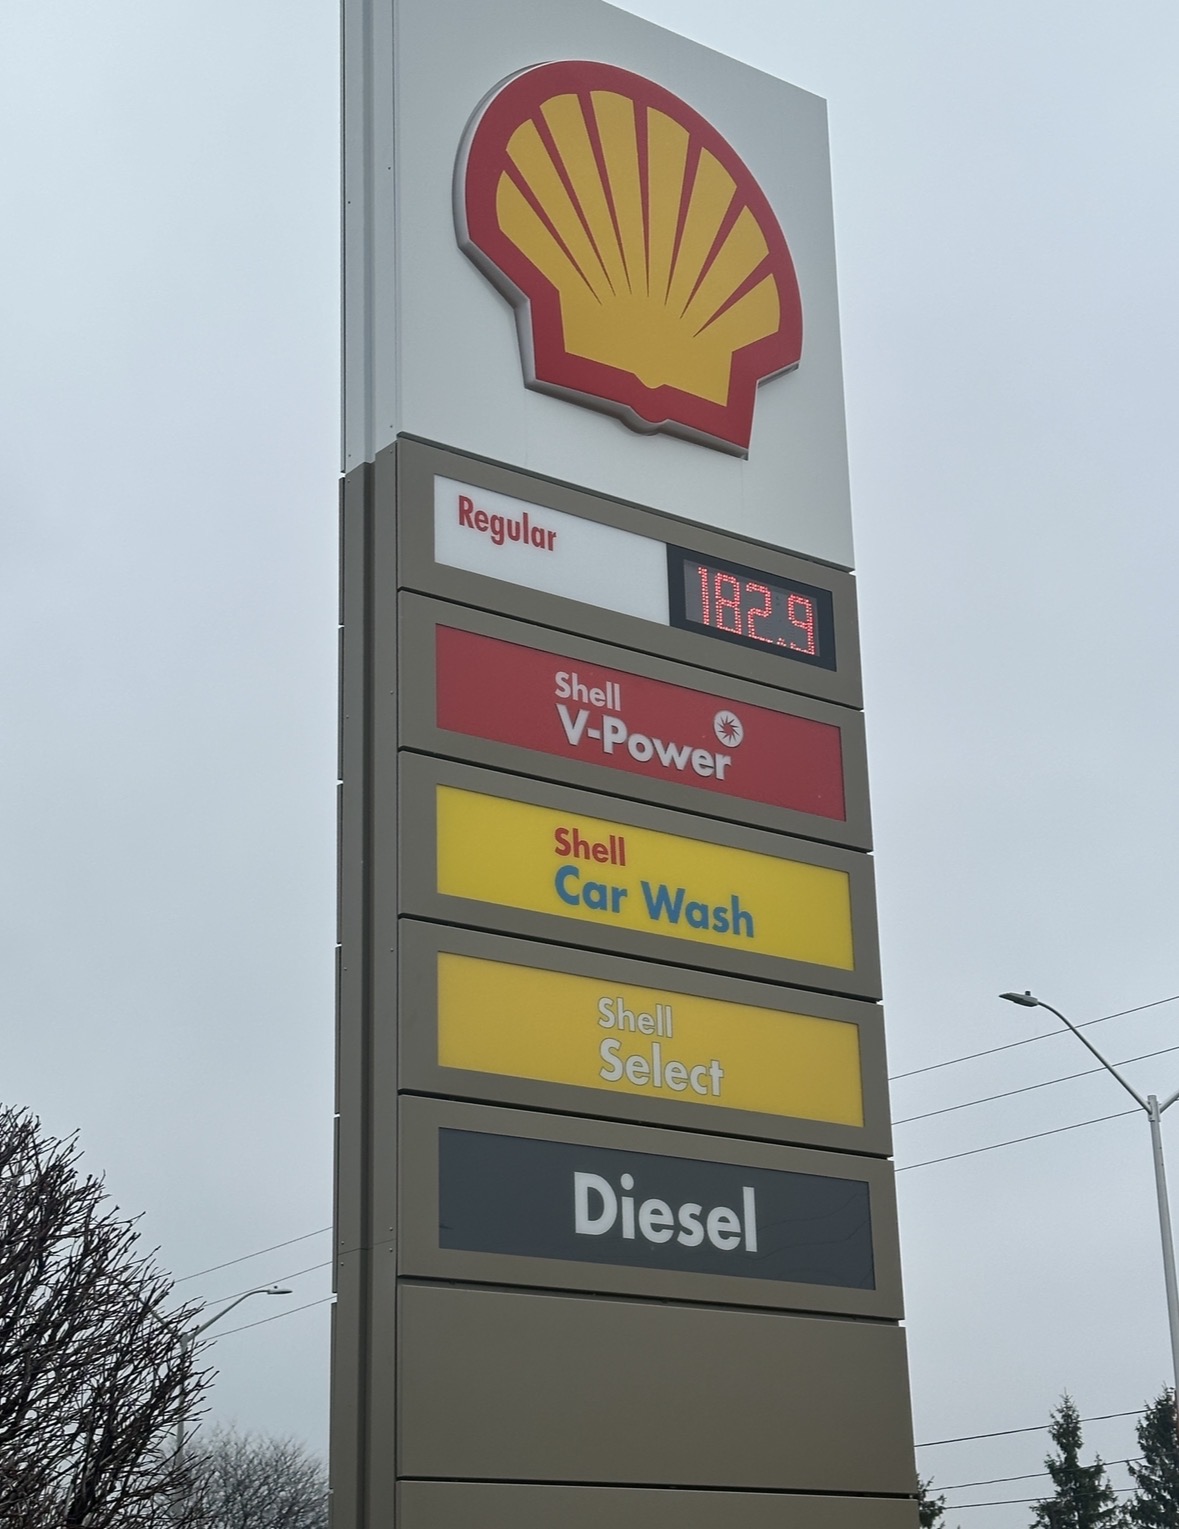 Regular
182.9
Shell
V-Power
Shell
Car Wash
Shell
Select
Diesel